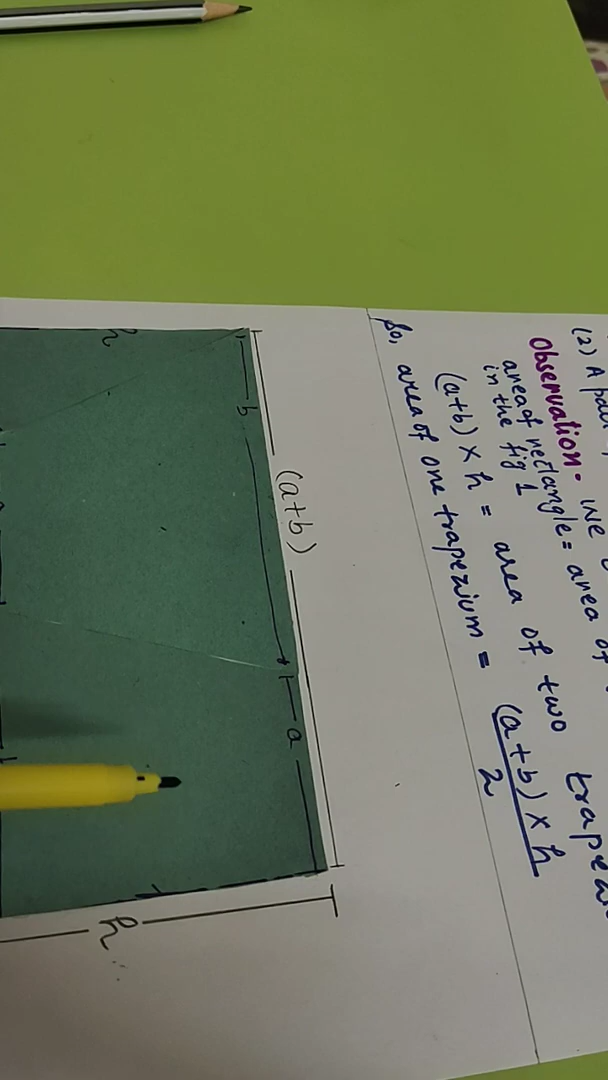 (2) A
Observation- we
area of rectangle = area of
in the fig 1
(a+b) × h = area of two
So, area of one trapezium = (a+b) × h
2
(a+b)
b
a
h
h